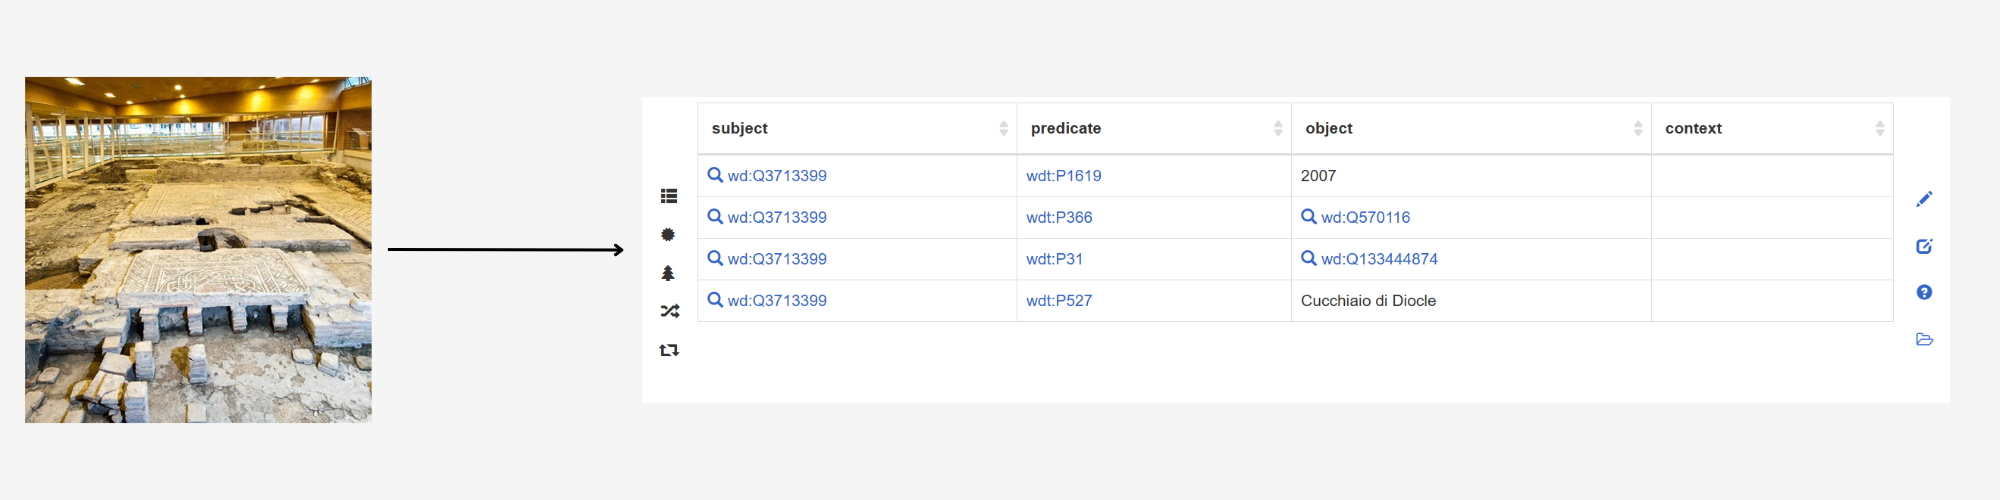 subject predicate object context
wd:Q3713399 wdt:P1619 2007
wd:Q3713399 wdt:P366 wd:Q570116
wd:Q3713399 wdt:P31 wd:Q133444874
wd:Q3713399 wdt:P527 Cucchiaio di Diocle